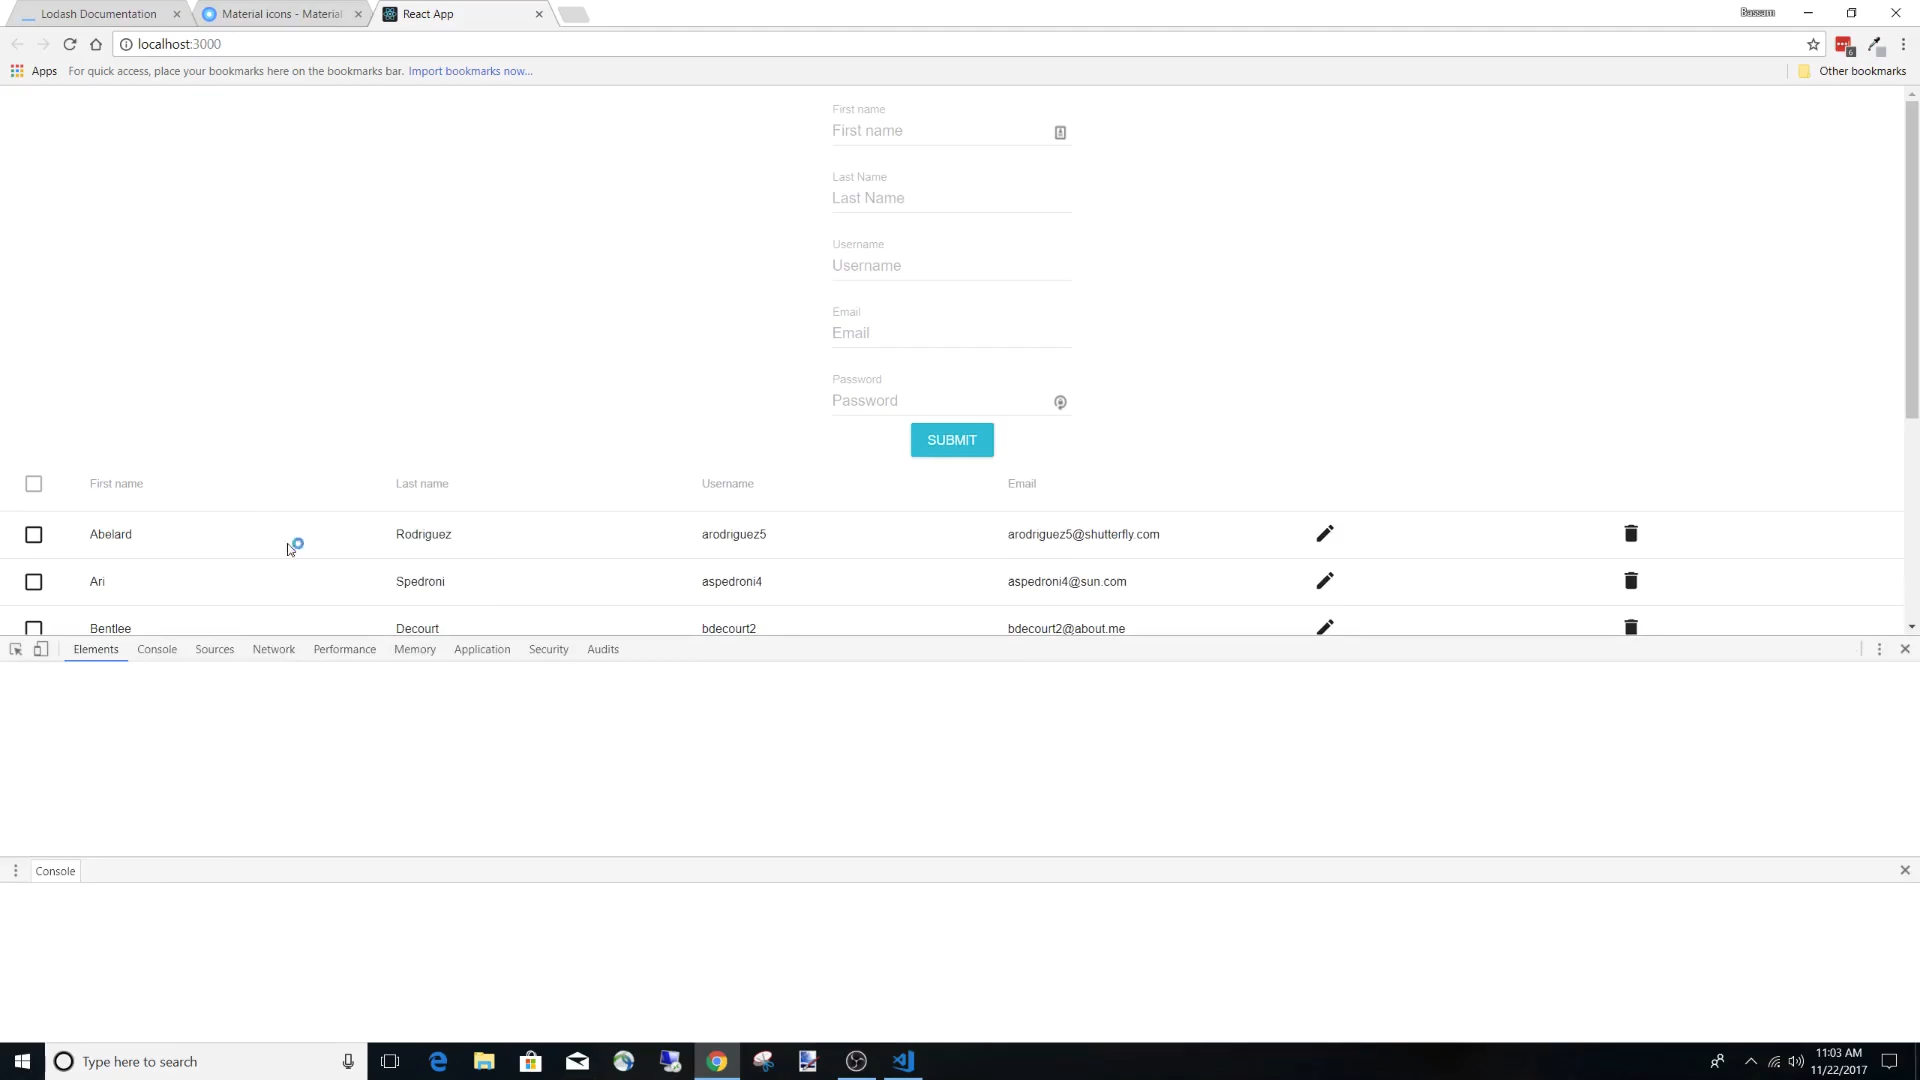 Lodash Documentation
Material icons - Material
React App
Bassam
localhost:3000
6
Apps
For quick access, place your bookmarks here on the bookmarks bar. Import bookmarks now...
Other bookmarks
First name
First name
Last Name
Last Name
Username
Username
Email
Email
Password
Password
SUBMIT
First name Last name Username Email
Abelard Rodriguez arodriguez5 arodriguez5@shutterfly.com
Ari Spedroni aspedroni4 aspedroni4@sun.com
Bentlee Decourt bdecourt2 bdecourt2@about.me
Elements Console Sources Network Performance Memory Application Security Audits
Console
Type here to search
11:03 AM
11/22/2017